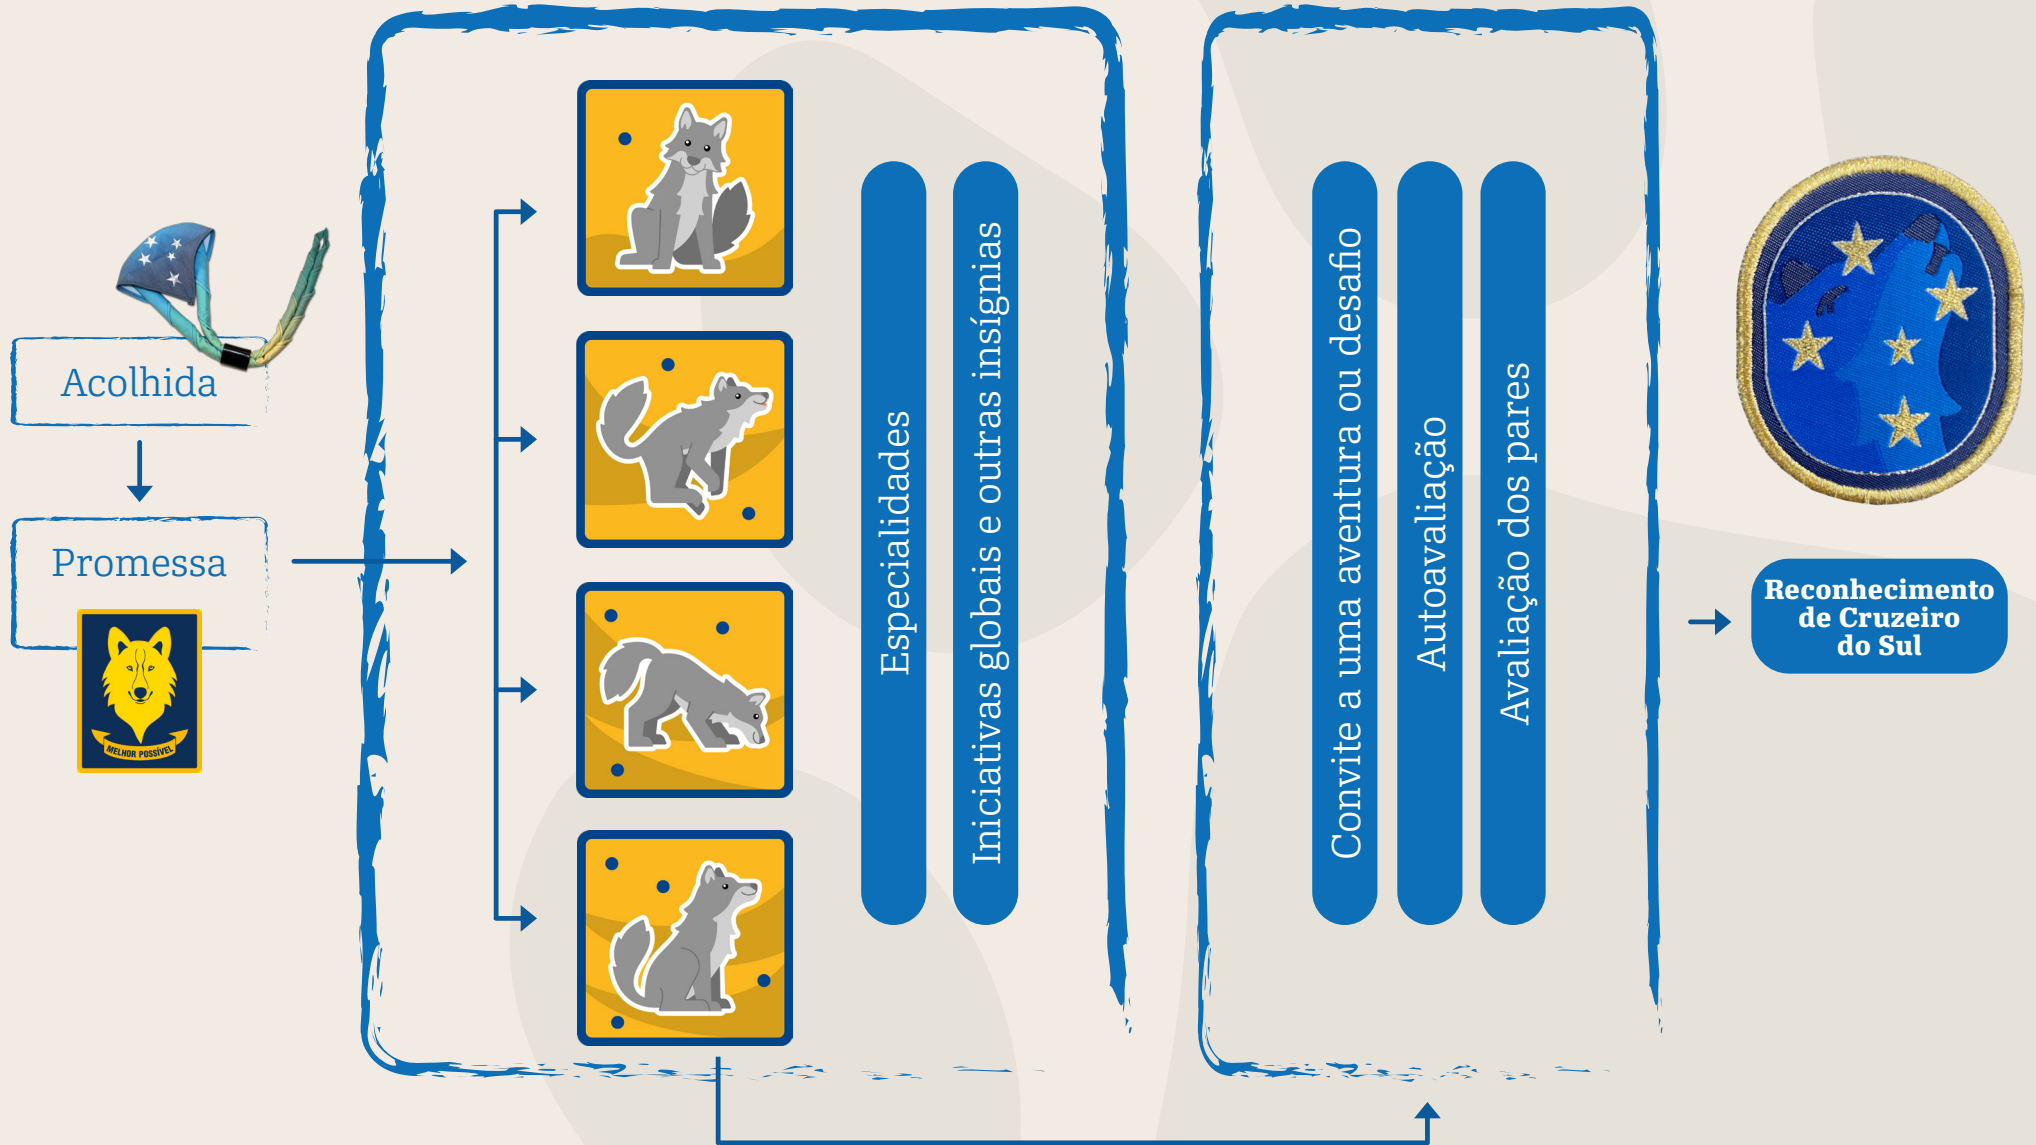 Acolhida
Promessa
MELHOR POSSÍVEL
Especialidades
Iniciativas globais e outras insígnias
Convite a uma aventura ou desafio
Autoavaliação
Avaliação dos pares
Reconhecimento
de Cruzeiro
do Sul